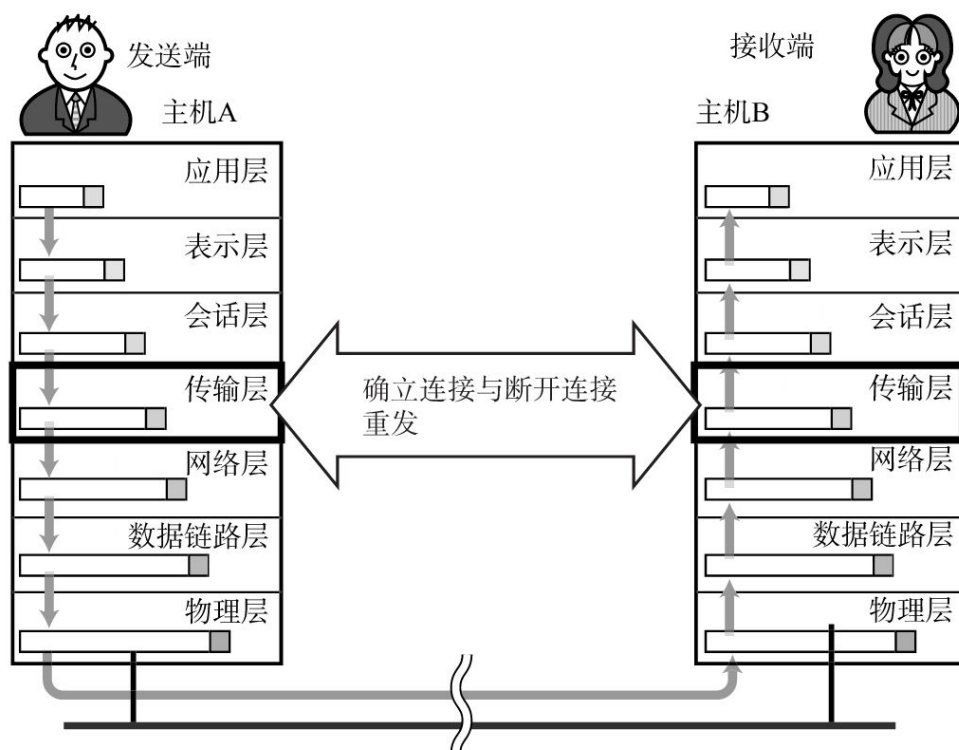 发送端
主机A
应用层
表示层
会话层
传输层
网络层
数据链路层
物理层
确立连接与断开连接
重发
接收端
主机B
应用层
表示层
会话层
传输层
网络层
数据链路层
物理层